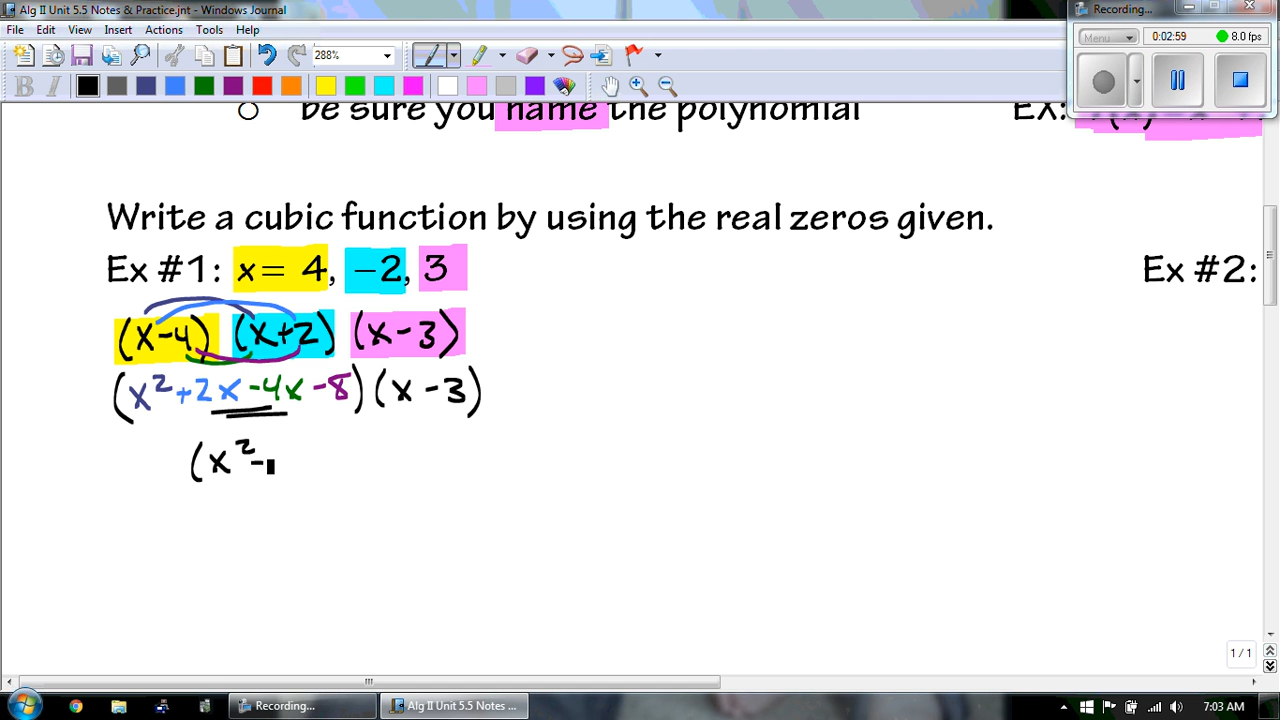 Alg II Unit 5.5 Notes & Practice.jnt - Windows Journal
Recording...
File Edit View Insert Actions Tools Help
Menu 0:02:59 8.0 fps
288%
B I
be sure you name the polynomial EX:
Write a cubic function by using the real zeros given.
Ex #1: x = 4, −2, 3 Ex #2:
(x-4) (x+2) (x-3)
(x²+2x-4x-8)(x-3)
(x²-
1 / 1
Recording... Alg II Unit 5.5 Notes ... 7:03 AM